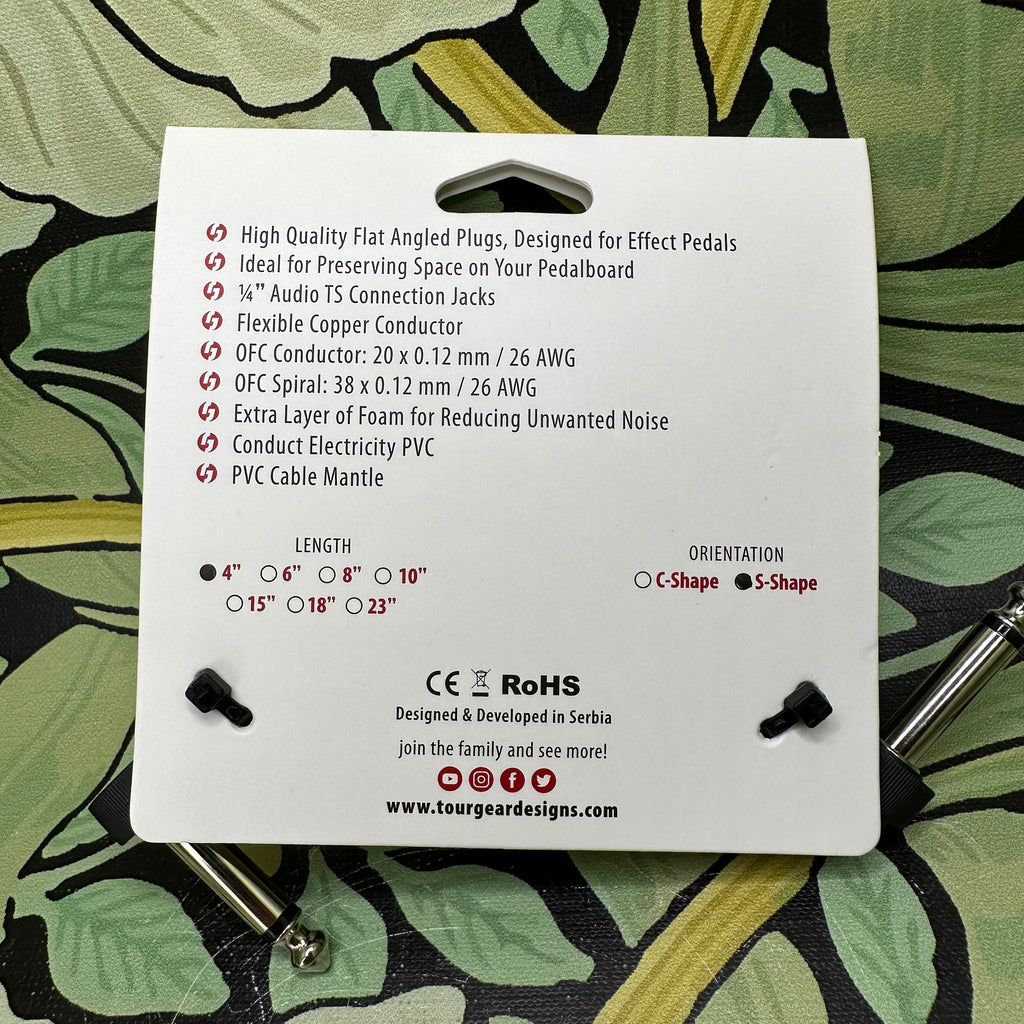 High Quality Flat Angled Plugs, Designed for Effect Pedals
Ideal for Preserving Space on Your Pedalboard
¼” Audio TS Connection Jacks
Flexible Copper Conductor
OFC Conductor: 20 x 0.12 mm / 26 AWG
OFC Spiral: 38 x 0.12 mm / 26 AWG
Extra Layer of Foam for Reducing Unwanted Noise
Conduct Electricity PVC
PVC Cable Mantle
LENGTH
4” 6” 8” 10”
15” 18” 23”
ORIENTATION
C-Shape S-Shape
CE RoHS
Designed & Developed in Serbia
join the family and see more!
www.tourgeardesigns.com